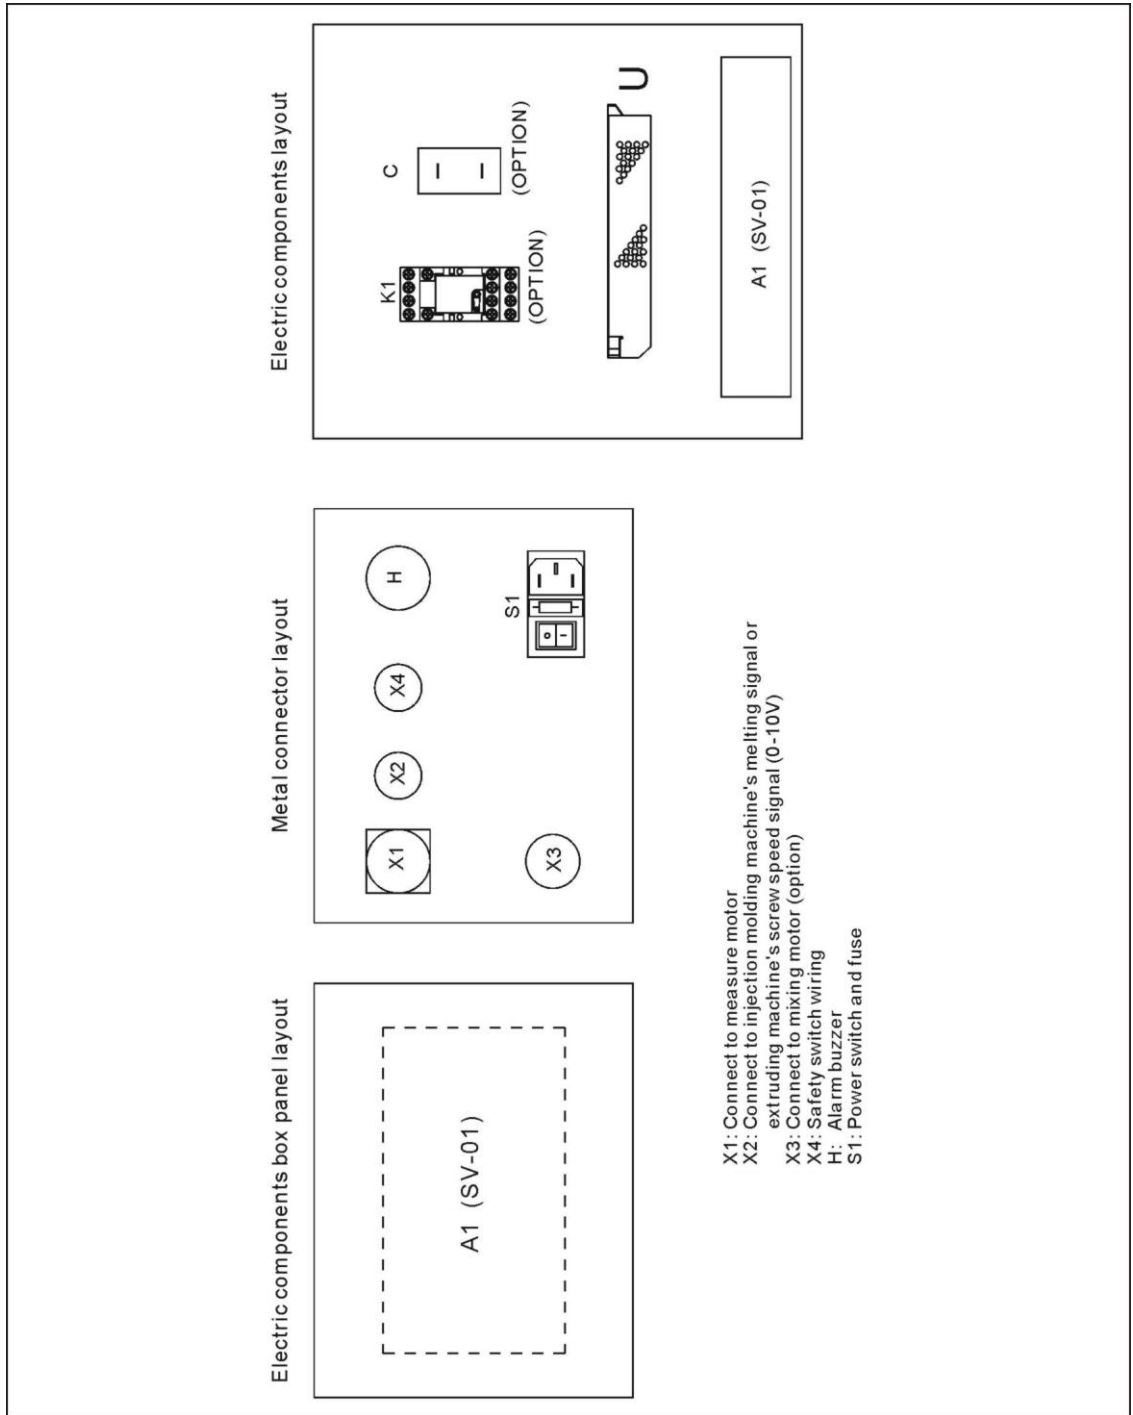 Electric components box panel layout
A1 (SV-01)
Metal connector layout
X1
X2
X4
H
X3
S1
Electric components layout
K1
(OPTION)
C
(OPTION)
U
A1 (SV-01)
X1: Connect to measure motor
X2: Connect to injection molding machine's melting signal or
extruding machine's screw speed signal (0-10V)
X3: Connect to mixing motor (option)
X4: Safety switch wiring
H: Alarm buzzer
S1: Power switch and fuse